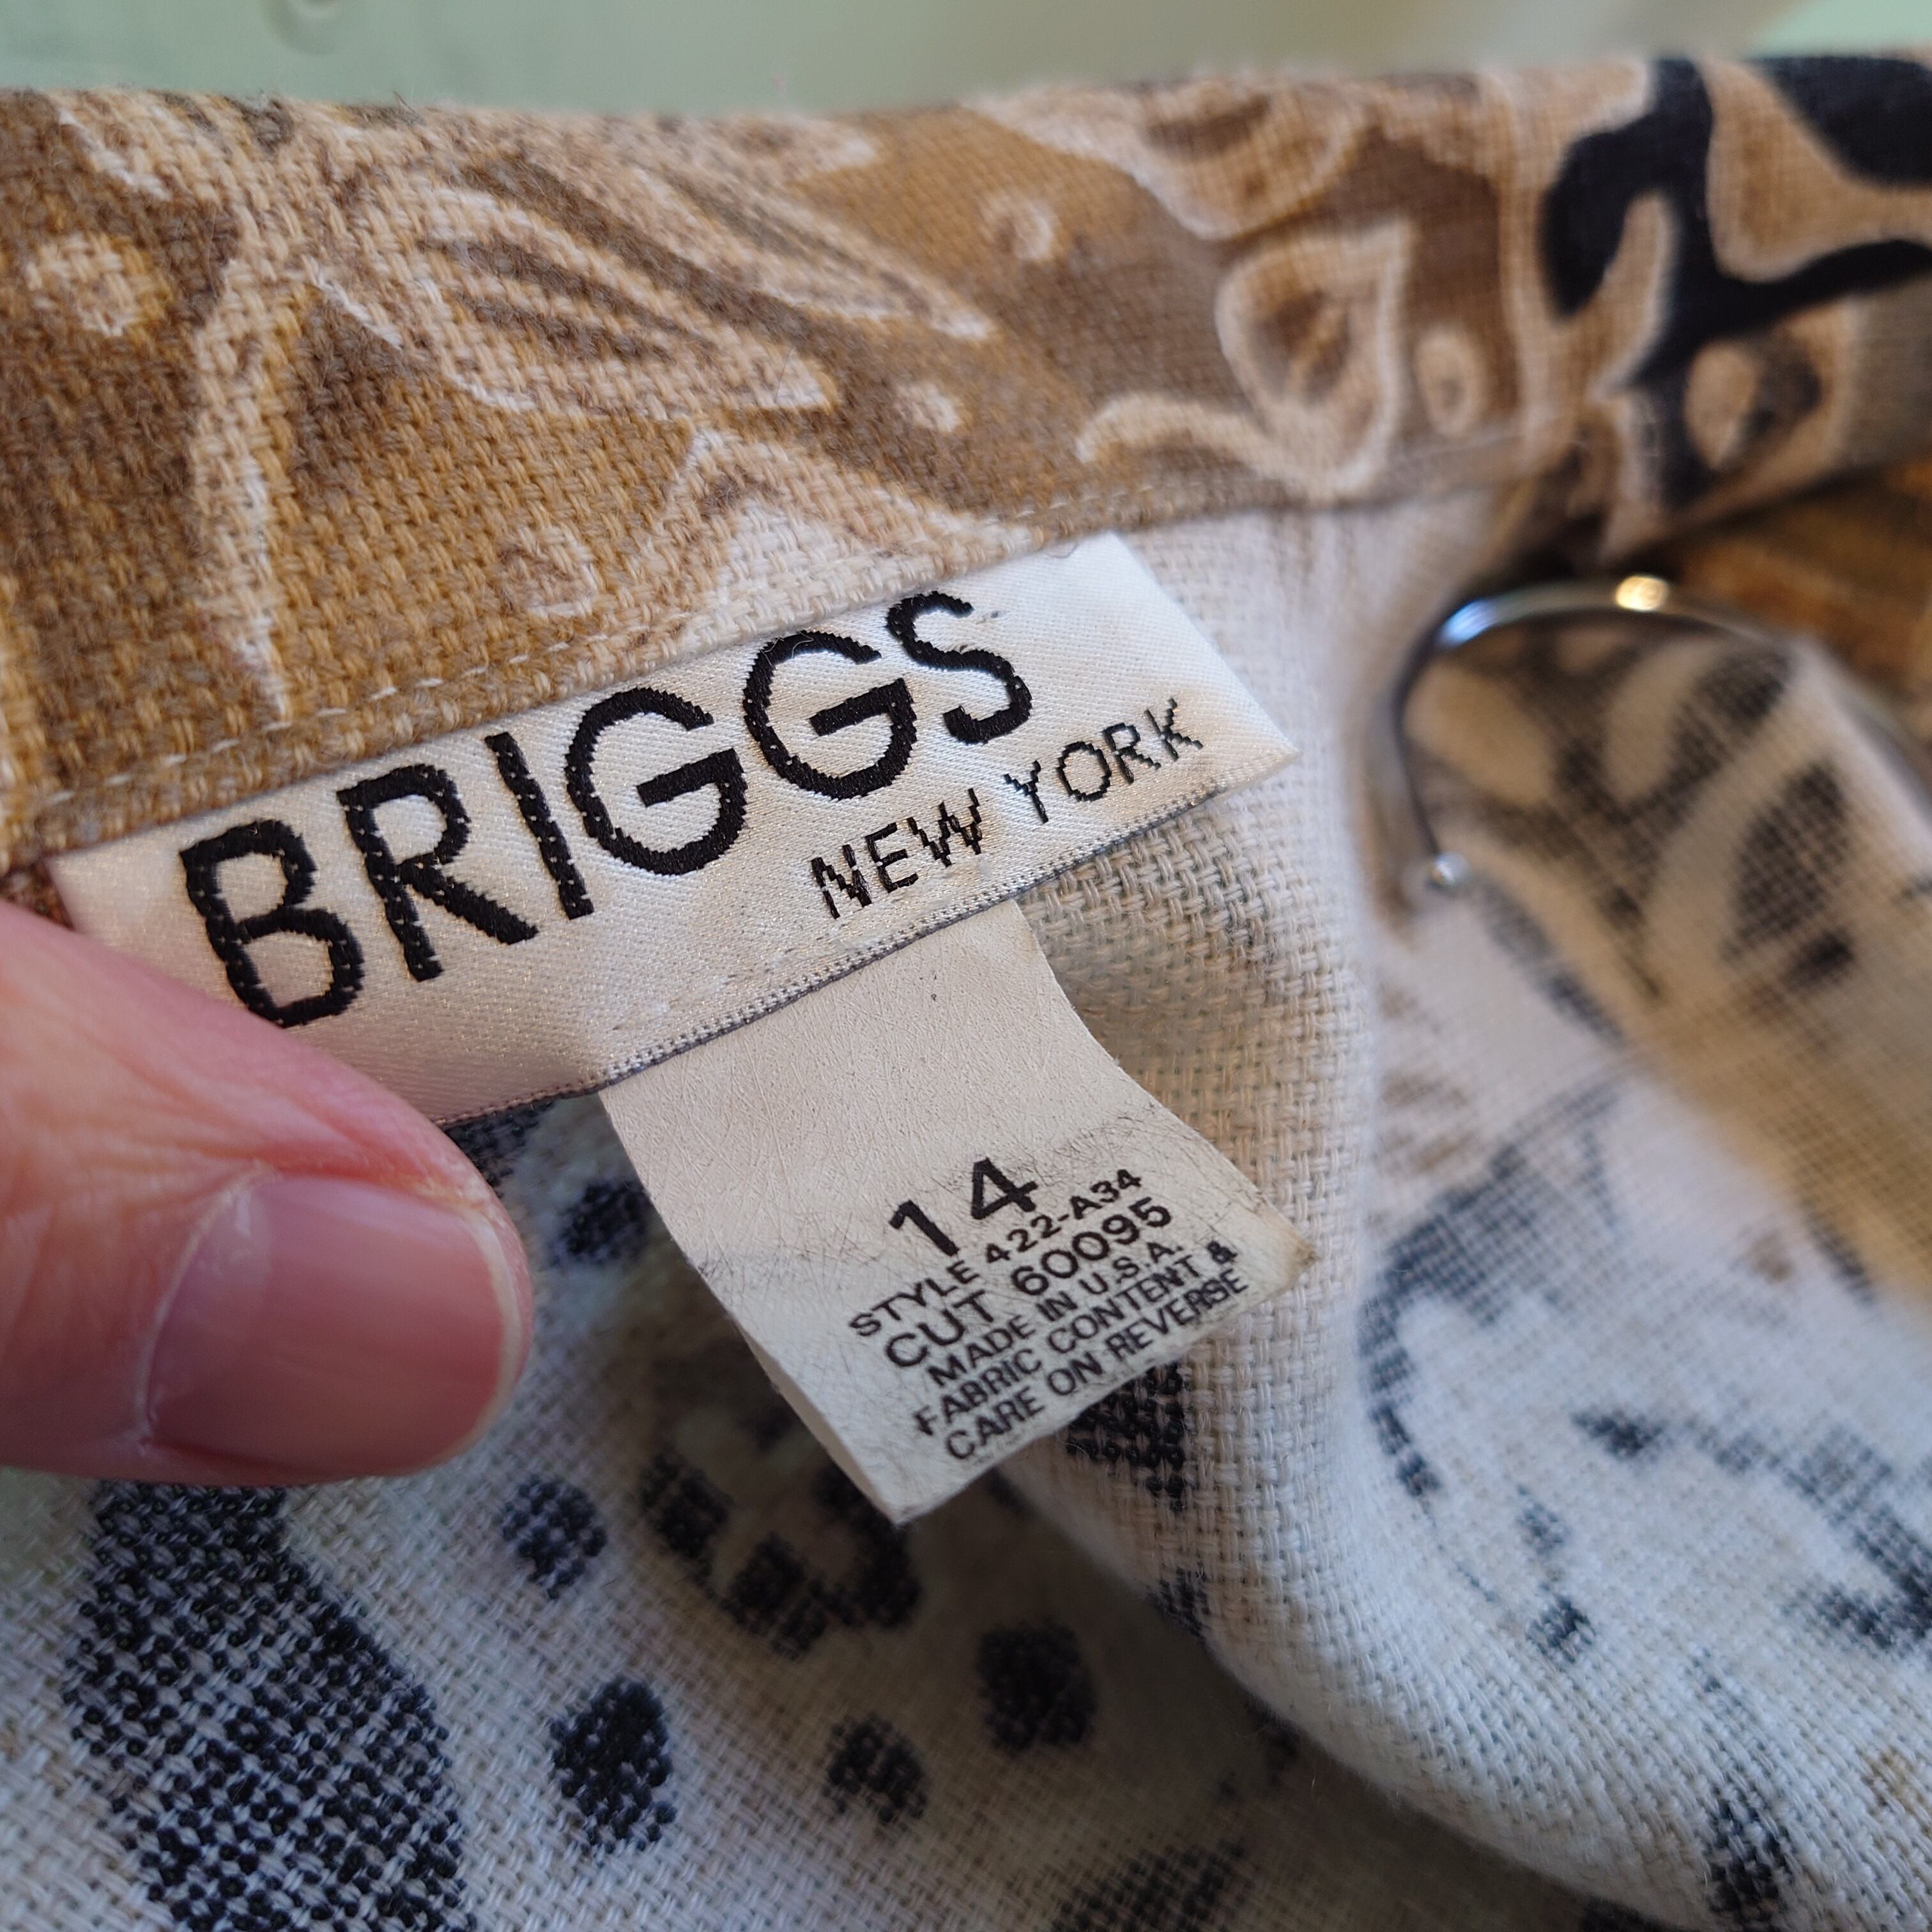 BRIGGS
NEW YORK
14
STYLE 422-A34
CUT 60095
MADE IN U.S.A.
FABRIC CONTENT &
CARE ON REVERSE